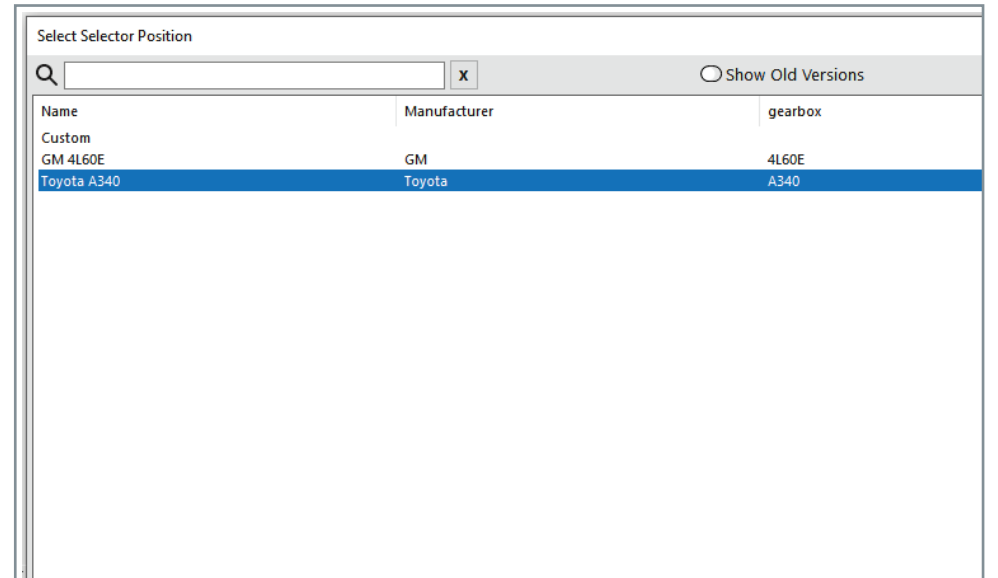 Select Selector Position
X Show Old Versions
Name Manufacturer gearbox
Custom
GM 4L60E GM 4L60E
Toyota A340 Toyota A340